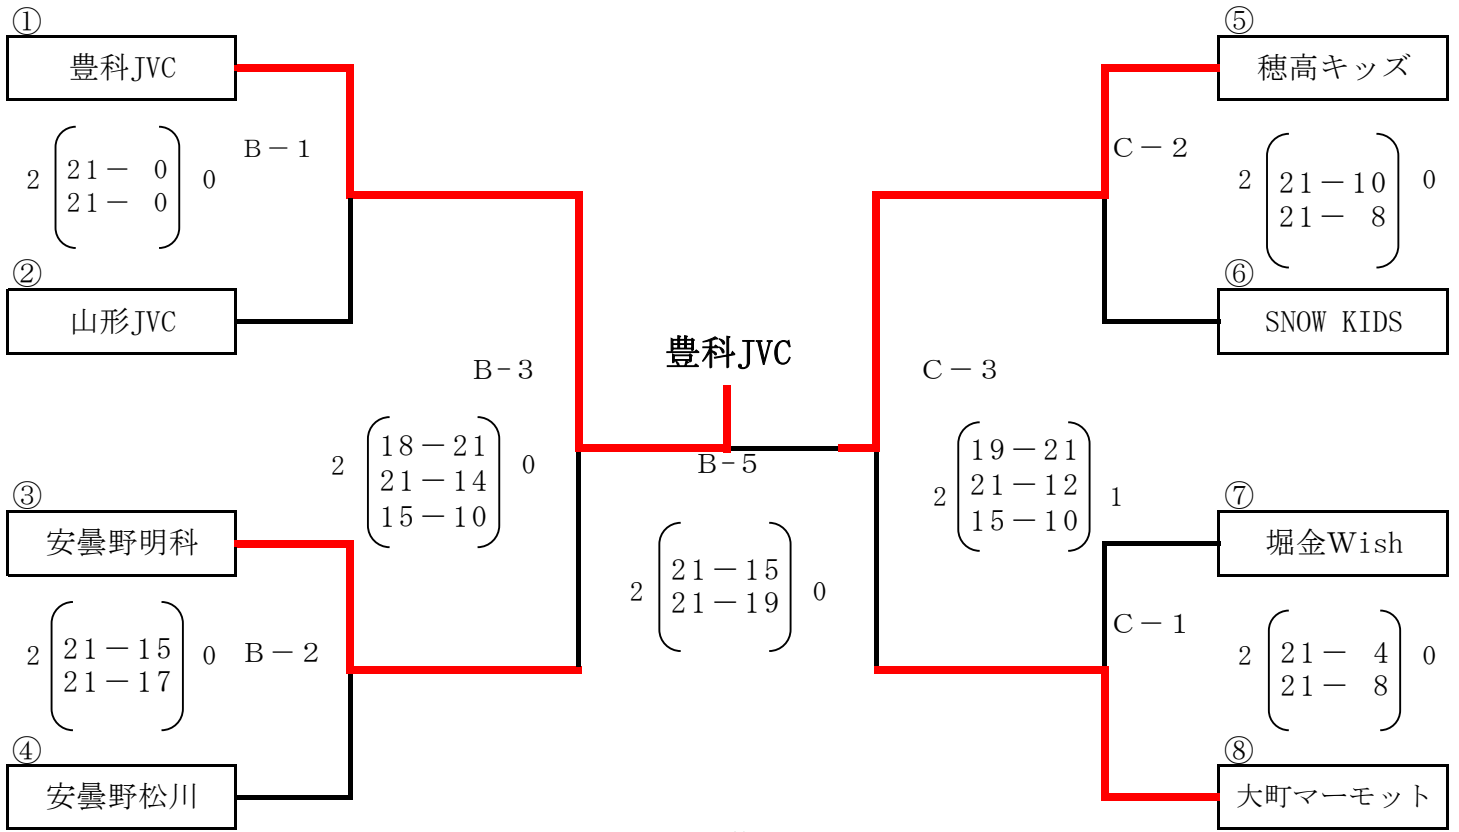 ①
豊科JVC
B－1
2
21－ 0
21－ 0
0
②
山形JVC
B-3
2
18－21
21－14
15－10
0
③
安曇野明科
B－2
2
21－15
21－17
0
④
安曇野松川
豊科JVC
B-5
2
21－15
21－19
0
⑤
穂高キッズ
C－2
2
21－10
21－ 8
0
⑥
SNOW KIDS
C－3
2
19－21
21－12
15－10
1
⑦
堀金Wish
C－1
2
21－ 4
21－ 8
0
⑧
大町マーモット